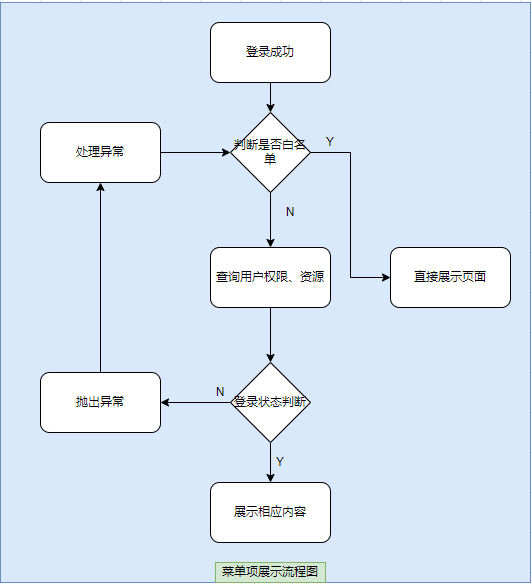 登录成功
处理异常
判断是否白名
单
Y
N
查询用户权限、资源
直接展示页面
抛出异常
N
登录状态判断
Y
展示相应内容
菜单项展示流程图